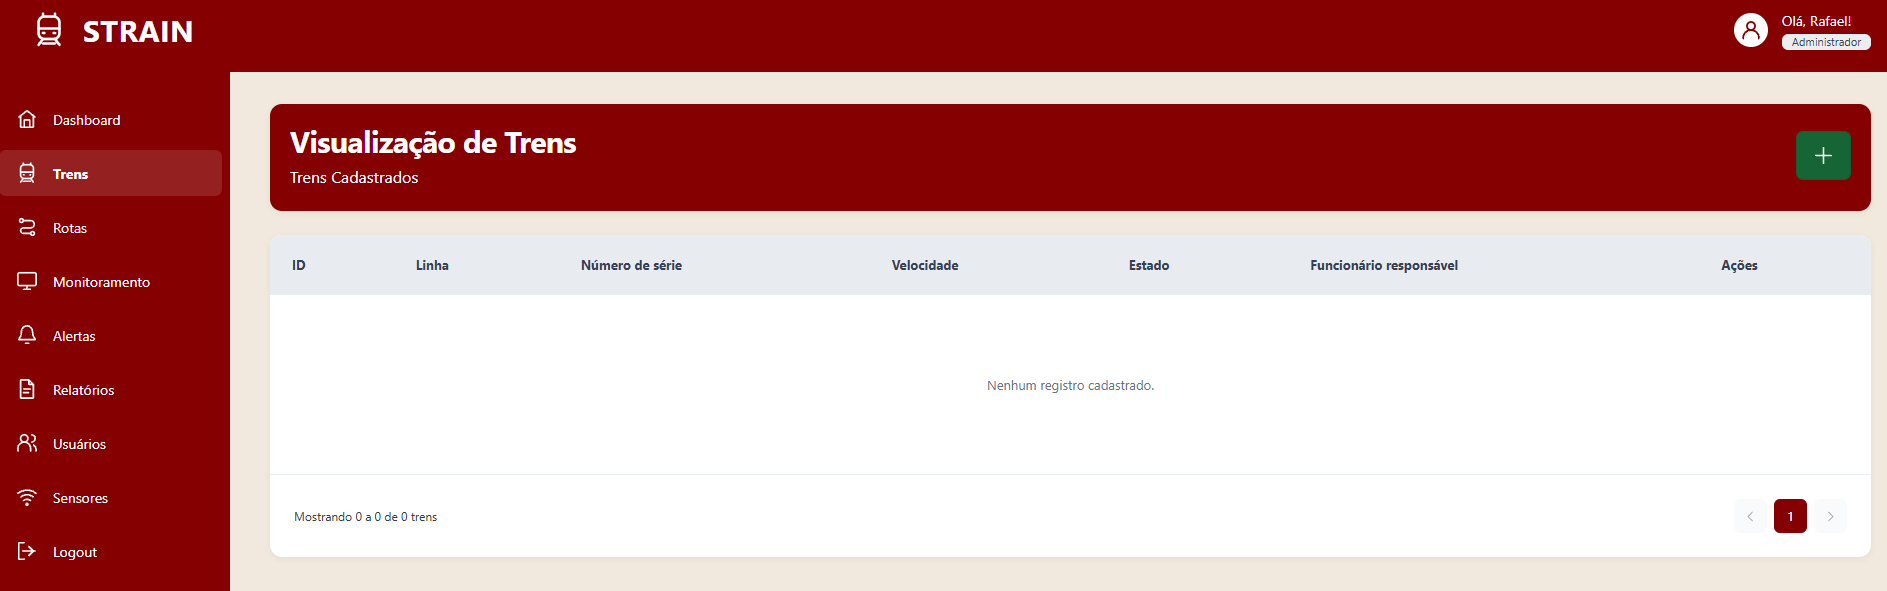 STRAIN
Olá, Rafael!
Administrador
Dashboard
Trens
Rotas
Monitoramento
Alertas
Relatórios
Usuários
Sensores
Logout
Visualização de Trens
Trens Cadastrados
ID Linha Número de série Velocidade Estado Funcionário responsável Ações
Nenhum registro cadastrado.
Mostrando 0 a 0 de 0 trens
1